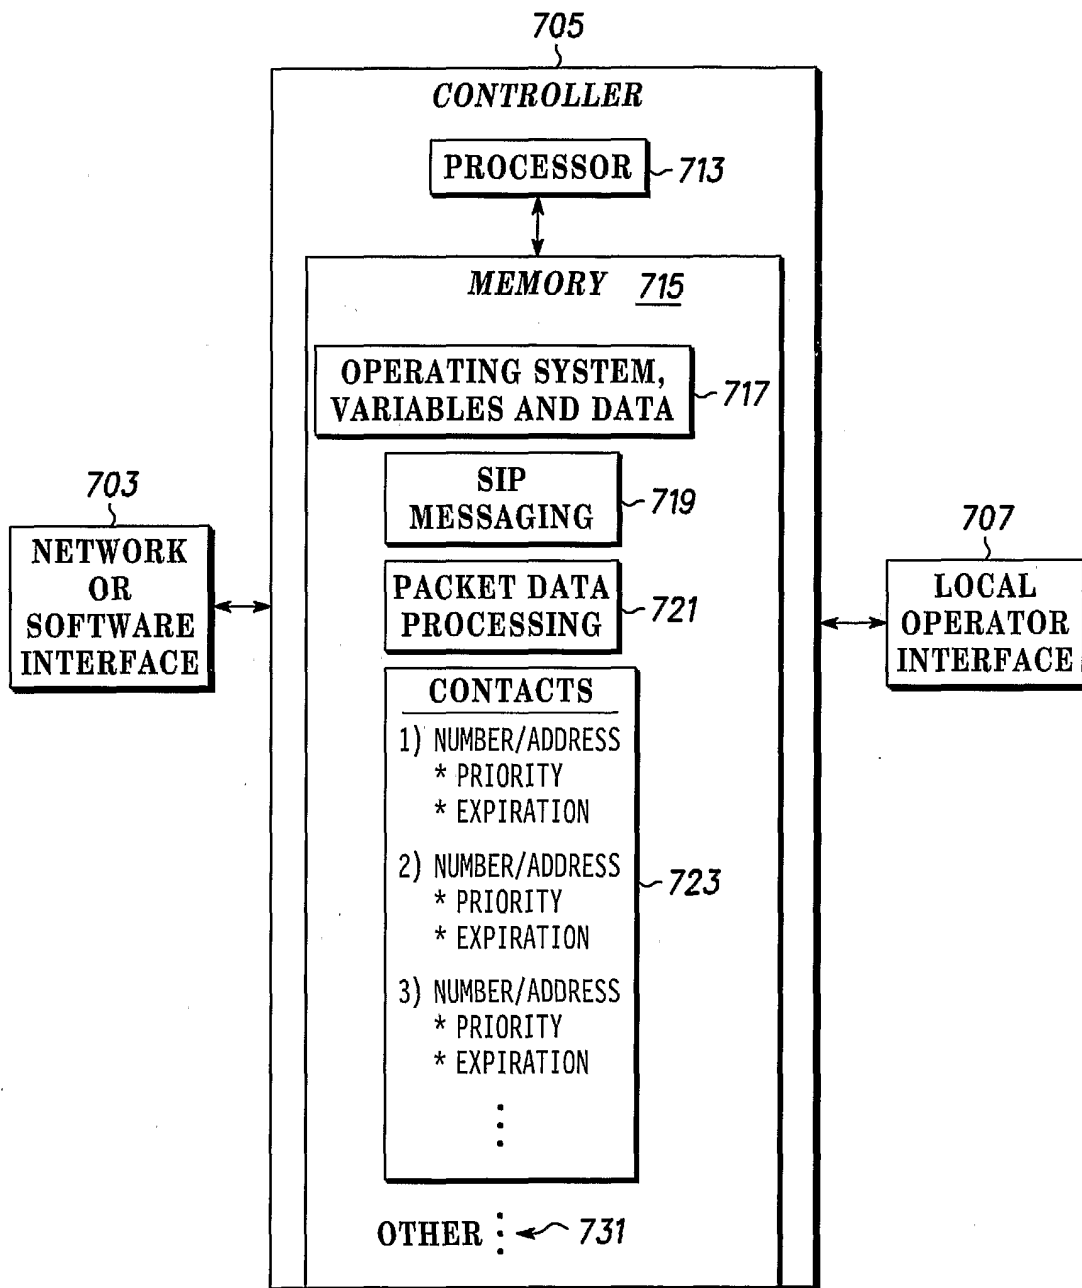 705
CONTROLLER
PROCESSOR
713
MEMORY 715
OPERATING SYSTEM,
VARIABLES AND DATA
717
SIP
MESSAGING
719
703
NETWORK
OR
SOFTWARE
INTERFACE
707
LOCAL
OPERATOR
INTERFACE
PACKET DATA
PROCESSING
721
CONTACTS
1) NUMBER/ADDRESS
* PRIORITY
* EXPIRATION
2) NUMBER/ADDRESS
* PRIORITY
* EXPIRATION
723
3) NUMBER/ADDRESS
* PRIORITY
* EXPIRATION
OTHER
731